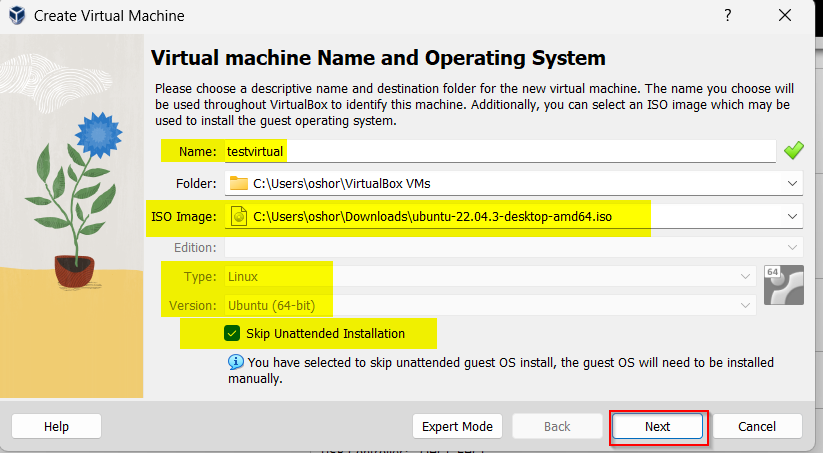 Create Virtual Machine
?
Virtual machine Name and Operating System
Please choose a descriptive name and destination folder for the new virtual machine. The name you choose will
be used throughout VirtualBox to identify this machine. Additionally, you can select an ISO image which may be
used to install the guest operating system.
Name: testvirtual
Folder: C:\Users\oshor\VirtualBox VMs
ISO Image: C:\Users\oshor\Downloads\ubuntu-22.04.3-desktop-amd64.iso
Edition:
Type: Linux
64
Version: Ubuntu (64-bit)
Skip Unattended Installation
You have selected to skip unattended guest OS install, the guest OS will need to be installed
manually.
Help Expert Mode Back Next Cancel